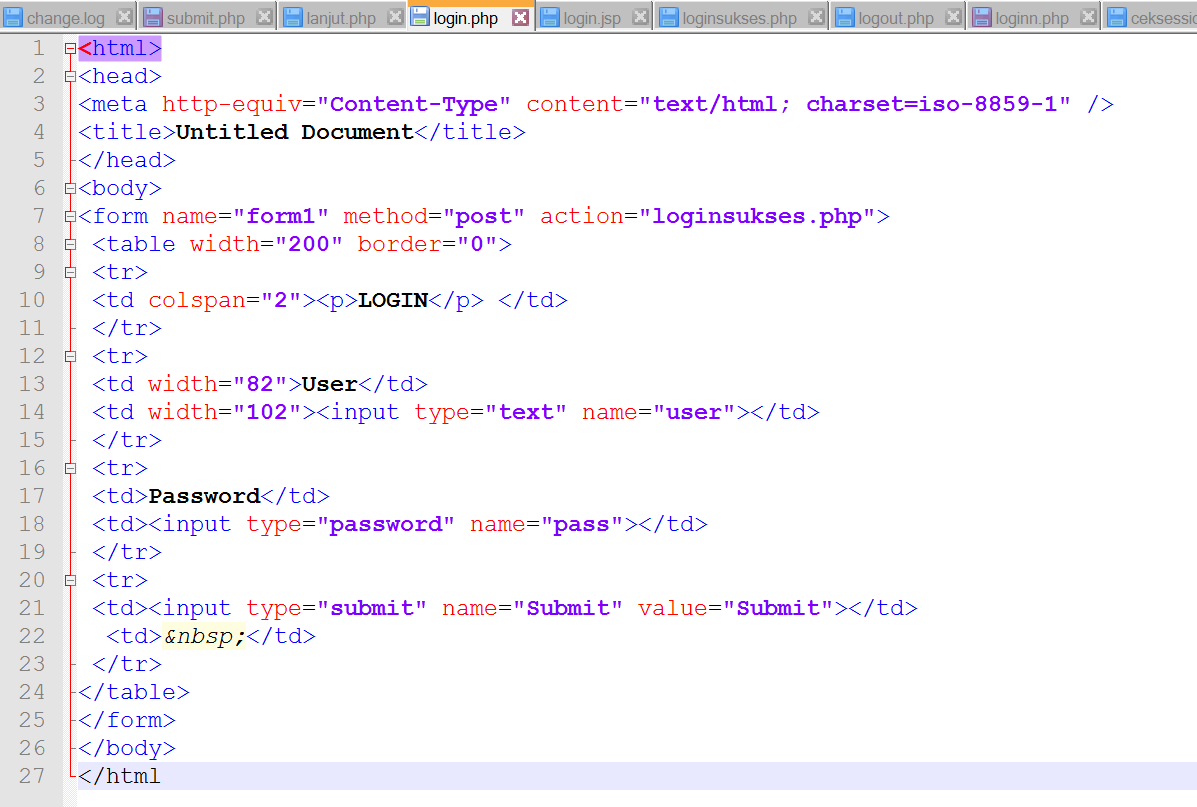 change.log submit.php lanjut.php login.php login.jsp loginsukses.php logout.php loginn.php
1 <html>
2 <head>
3 <meta http-equiv="Content-Type" content="text/html; charset=iso-8859-1" />
4 <title>Untitled Document</title>
5 </head>
6 <body>
7 <form name="form1" method="post" action="loginsukses.php">
8 <table width="200" border="0">
9 <tr>
10 <td colspan="2"><p>LOGIN</p> </td>
11 </tr>
12 <tr>
13 <td width="82">User</td>
14 <td width="102"><input type="text" name="user"></td>
15 </tr>
16 <tr>
17 <td>Password</td>
18 <td><input type="password" name="pass"></td>
19 </tr>
20 <tr>
21 <td><input type="submit" name="Submit" value="Submit"></td>
22 <td>&nbsp;</td>
23 </tr>
24 </table>
25 </form>
26 </body>
27 </html